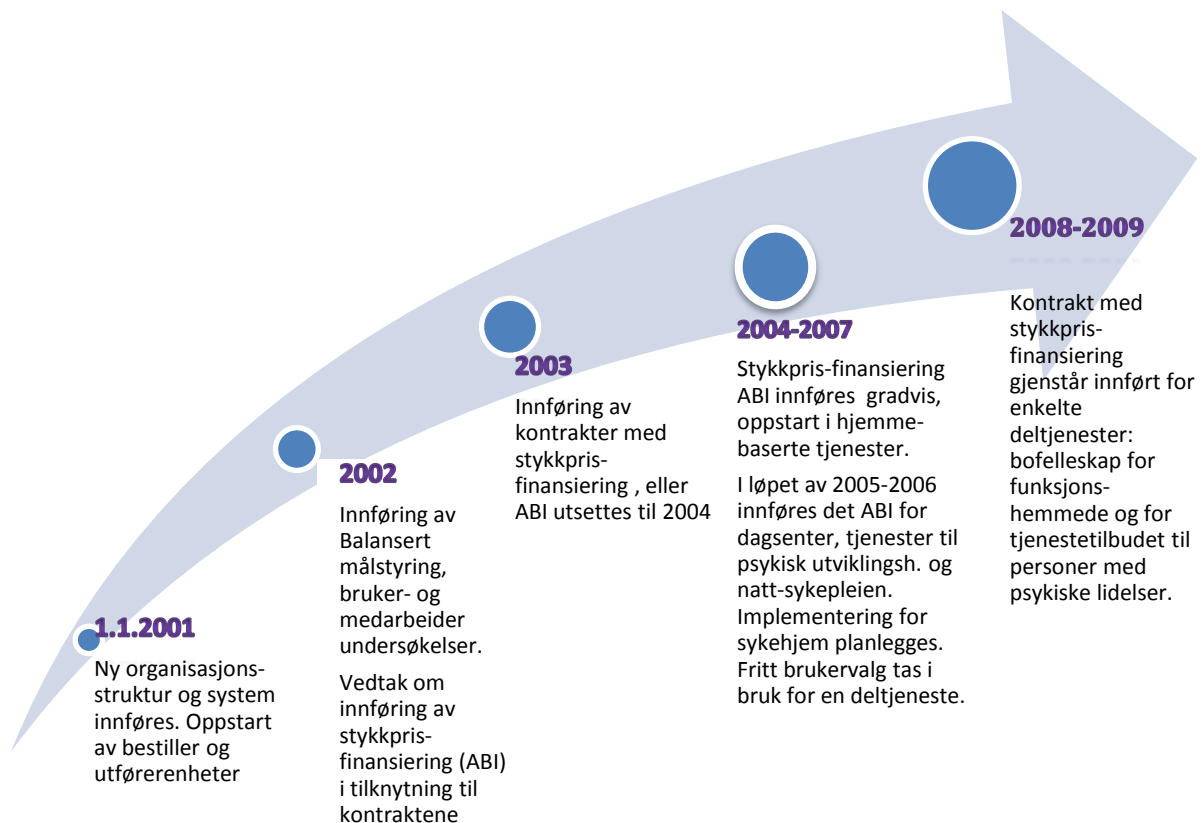 1.1.2001
Ny organisasjons-
struktur og system
innføres. Oppstart
av bestiller og
utførerenheter
2002
Innføring av
Balansert
målstyring,
bruker- og
medarbeider
undersøkelser.
Vedtak om
innføring av
stykkpris-
finansiering (ABI)
i tilknytning til
kontraktene
2003
Innføring av
kontrakter med
stykkpris-
finansiering , eller
ABI utsettes til 2004
2004-2007
Stykkpris-finansiering
ABI innføres gradvis,
oppstart i hjemme-
baserte tjenester.
I løpet av 2005-2006
innføres det ABI for
dagsenter, tjenester til
psykisk utviklingsh. og
natt-sykepleien.
Implementering for
sykehjem planlegges.
Fritt brukervalg tas i
bruk for en deltjeneste.
2008-2009
Kontrakt med
stykkpris-
finansiering
gjenstår innført for
enkelte
deltjenester:
bofelleskap for
funksjons-
hemmede og for
tjenestetilbudet til
personer med
psykiske lidelser.